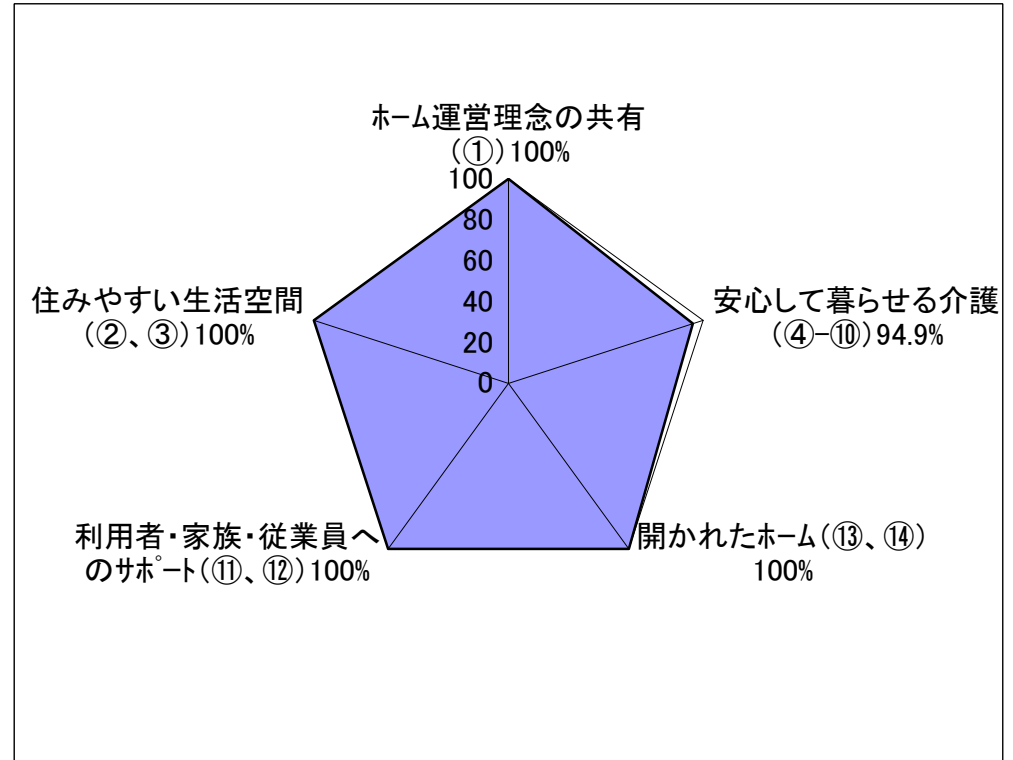 ﾎｰﾑ運営理念の共有
(①)100%
100
80
60
40
20
0
安心して暮らせる介護
(④-⑩)94.9%
開かれたﾎｰﾑ(⑬、⑭)
100%
利用者・家族・従業員へ
のｻﾎﾟｰﾄ(⑪、⑫)100%
住みやすい生活空間
(②、③)100%